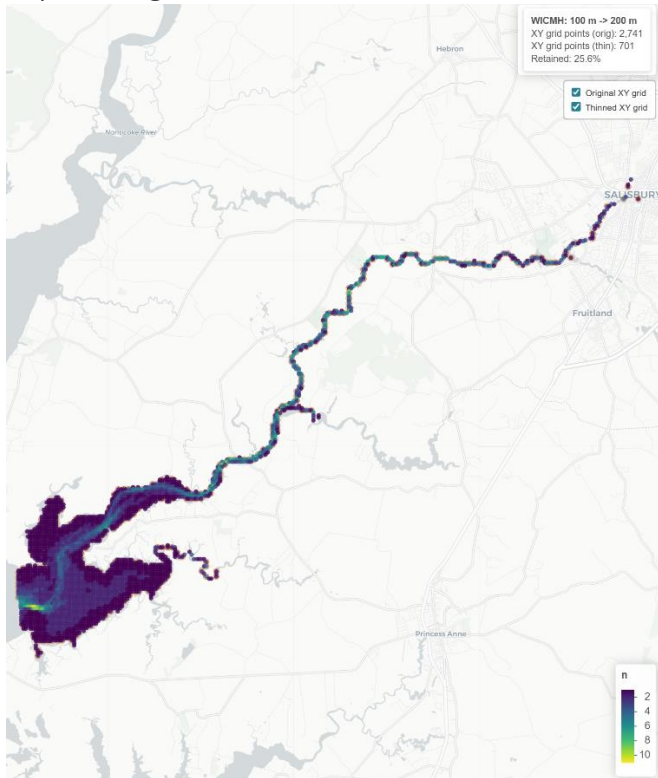 WICMH: 100 m -> 200 m
XY grid points (orig): 2,741
XY grid points (thin): 701
Retained: 25.6%
Original XY grid
Thinned XY grid
Hebron
Nanticoke River
SALISBURY
Fruitland
Princess Anne
n
2
4
6
8
10